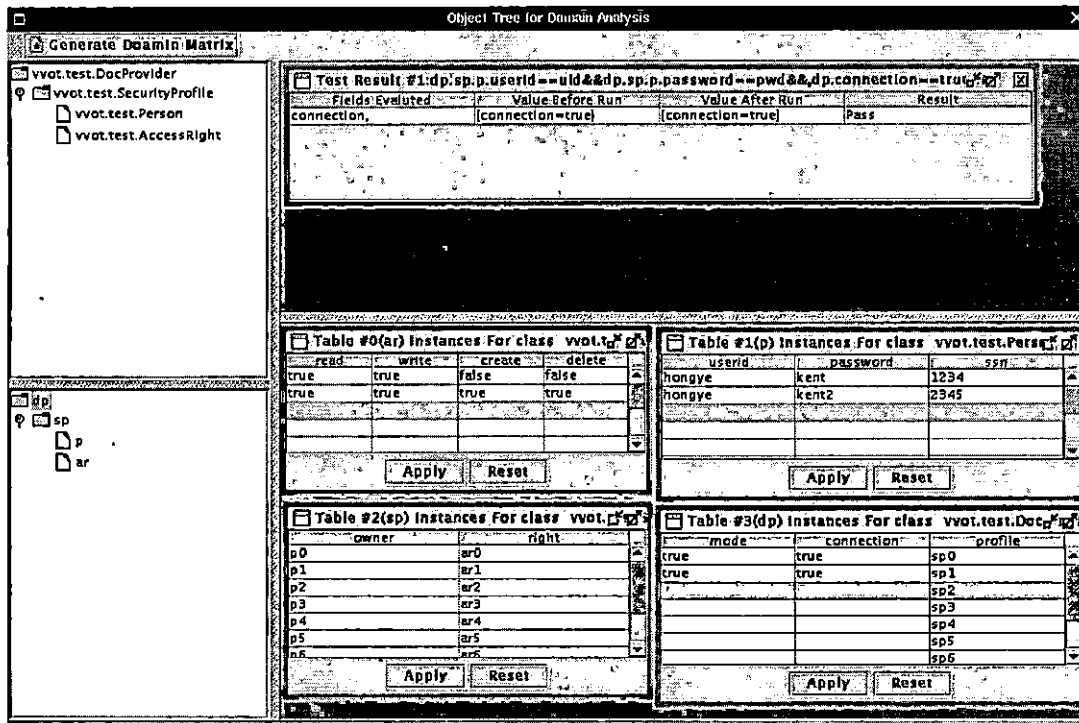 Object Tree for Domain Analysis
Generate Doamin Matrix
vvot.test.DocProvider
vvot.test.SecurityProfile
vvot.test.Person
vvot.test.AccessRight
Test Result #1:dp.sp.p.userid==uid&&dp.sp.p.password==pwd&&,dp.connection==true
Fields Evaluted Value Before Run Value After Run Result
connection, {connection=true} {connection=true} Pass
dp
sp
p
ar
Table #0(ar) Instances For class vvot.t
read write create delete
true true false false
true true true true
Apply Reset
Table #1(p) Instances For class vvot.test.Pers
userid password ssn
hongye kent 1234
hongye kent2 2345
Apply Reset
Table #2(sp) Instances For class vvot.
owner right
p0 ar0
p1 ar1
p2 ar2
p3 ar3
p4 ar4
p5 ar5
p6 ar6
Apply Reset
Table #3(dp) Instances For class vvot.test.Doc
mode connection profile
true true sp0
true true sp1
sp2
sp3
sp4
sp5
sp6
Apply Reset